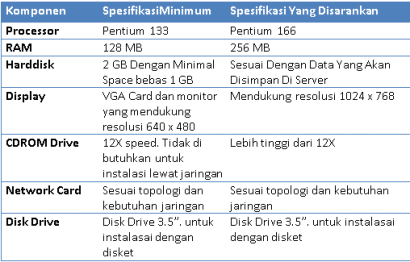 Komponen SpesifikasiMinimum Spesifikasi Yang Disarankan
Processor Pentium 133 Pentium 166
RAM 128 MB 256 MB
Harddisk 2 GB Dengan Minimal Sesuai Dengan Data Yang Akan
Space bebas 1 GB Disimpan Di Server
Display VGA Card dan monitor Mendukung resolusi 1024 x 768
yang mendukung
resolusi 640 x 480
CDROM Drive 12X speed. Tidak di Lebih tinggi dari 12X
butuhkan untuk
instalasi lewat jaringan
Network Card Sesuai topologi dan Sesuai topologi dan kebutuhan
kebutuhan jaringan jaringan
Disk Drive Disk Drive 3.5”. untuk Disk Drive 3.5”. untuk instalasai
instalasai dengan dengan disket
disket